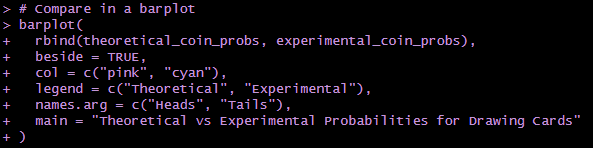 > # Compare in a barplot
> barplot(
+   rbind(theoretical_coin_probs, experimental_coin_probs),
+   beside = TRUE,
+   col = c("pink", "cyan"),
+   legend = c("Theoretical", "Experimental"),
+   names.arg = c("Heads", "Tails"),
+   main = "Theoretical vs Experimental Probabilities for Drawing Cards"
+ )